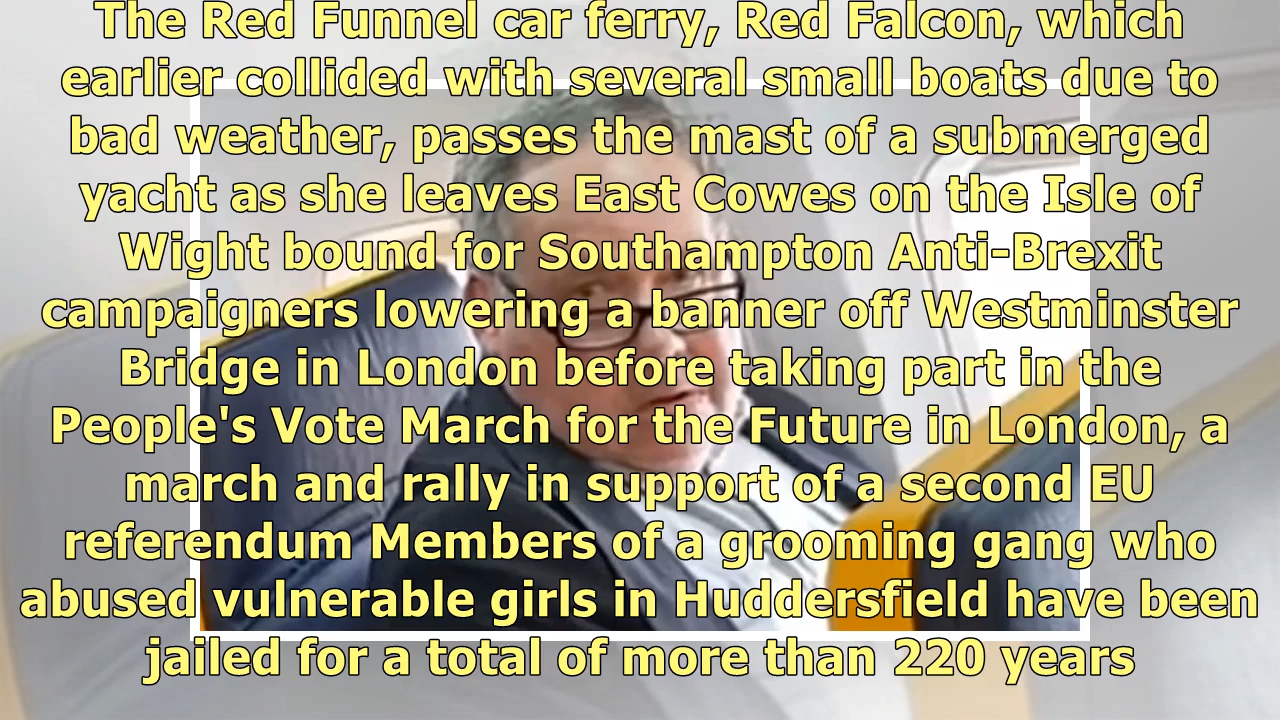 The Red Funnel car ferry, Red Falcon, which
earlier collided with several small boats due to
bad weather, passes the mast of a submerged
yacht as she leaves East Cowes on the Isle of
Wight bound for Southampton Anti-Brexit
campaigners lowering a banner off Westminster
Bridge in London before taking part in the
People's Vote March for the Future in London, a
march and rally in support of a second EU
referendum Members of a grooming gang who
abused vulnerable girls in Huddersfield have been
jailed for a total of more than 220 years